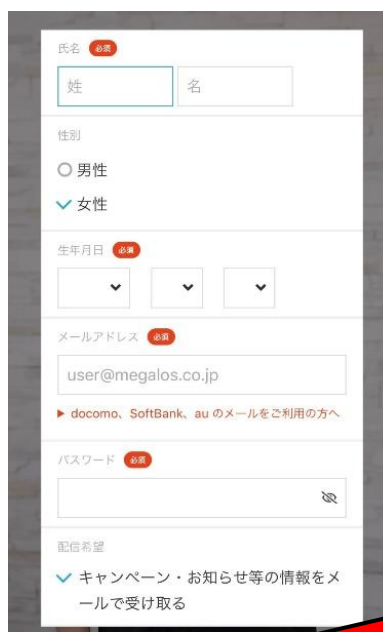 氏名 必須
姓 名
性別
男性
女性
生年月日 必須
メールアドレス 必須
user@megalos.co.jp
▶ docomo、SoftBank、au のメールをご利用の方へ
パスワード 必須
配信希望
キャンペーン・お知らせ等の情報をメ
ールで受け取る